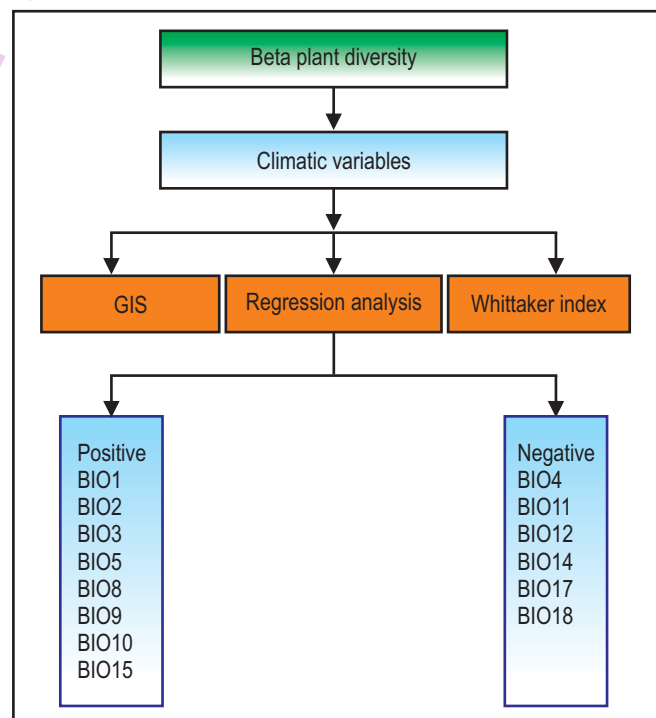 Beta plant diversity
Climatic variables
GIS
Regression analysis
Whittaker index
Positive
BIO1
BIO2
BIO3
BIO5
BIO8
BIO9
BIO10
BIO15
Negative
BIO4
BIO11
BIO12
BIO14
BIO17
BIO18